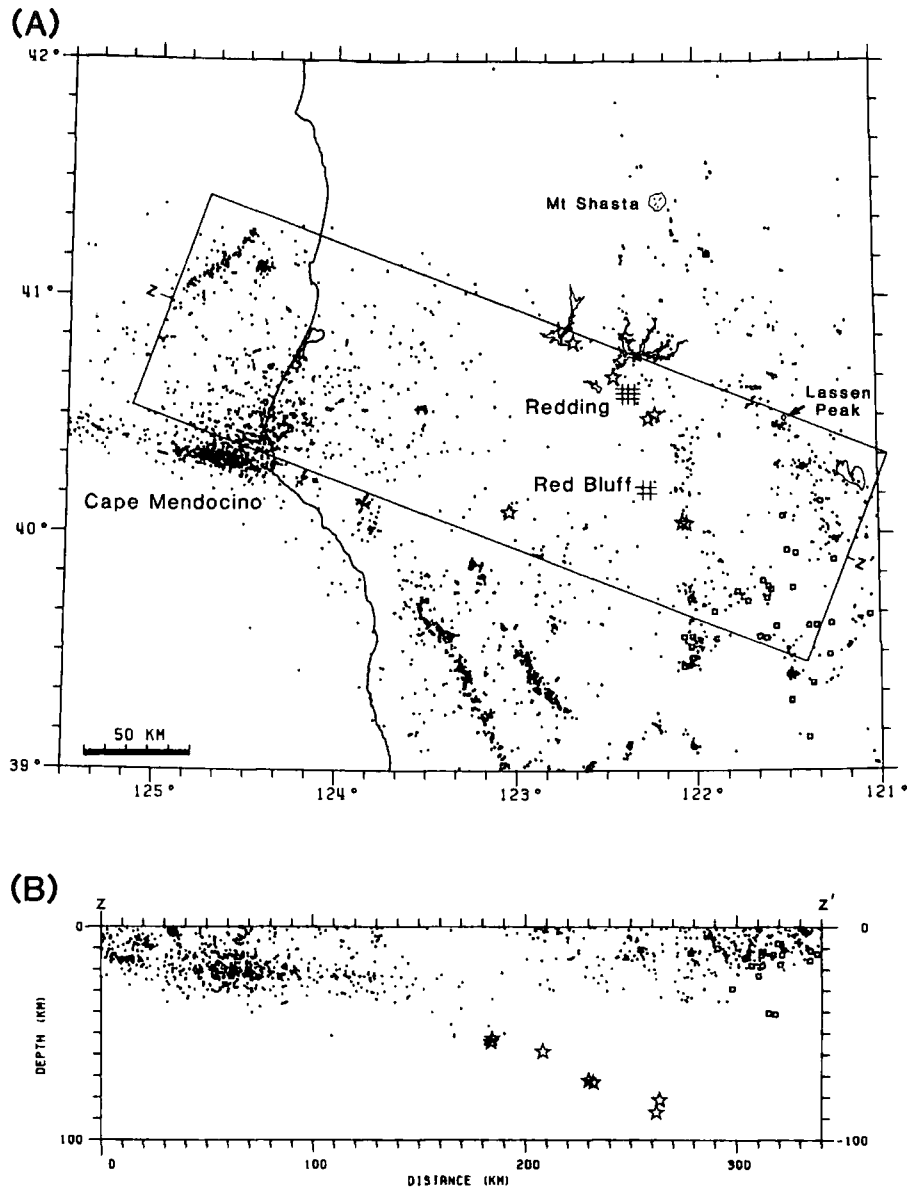 (A)
42°
Mt Shasta
41°
Z
Lassen
Peak
Redding
Red Bluff
Cape Mendocino
40°
Z'
50 KM
39°
125°
124°
123°
122°
121°
(B)
Z
Z'
0
0
DEPTH (KM)
100
100
0
100
200
300
DISTANCE (KM)